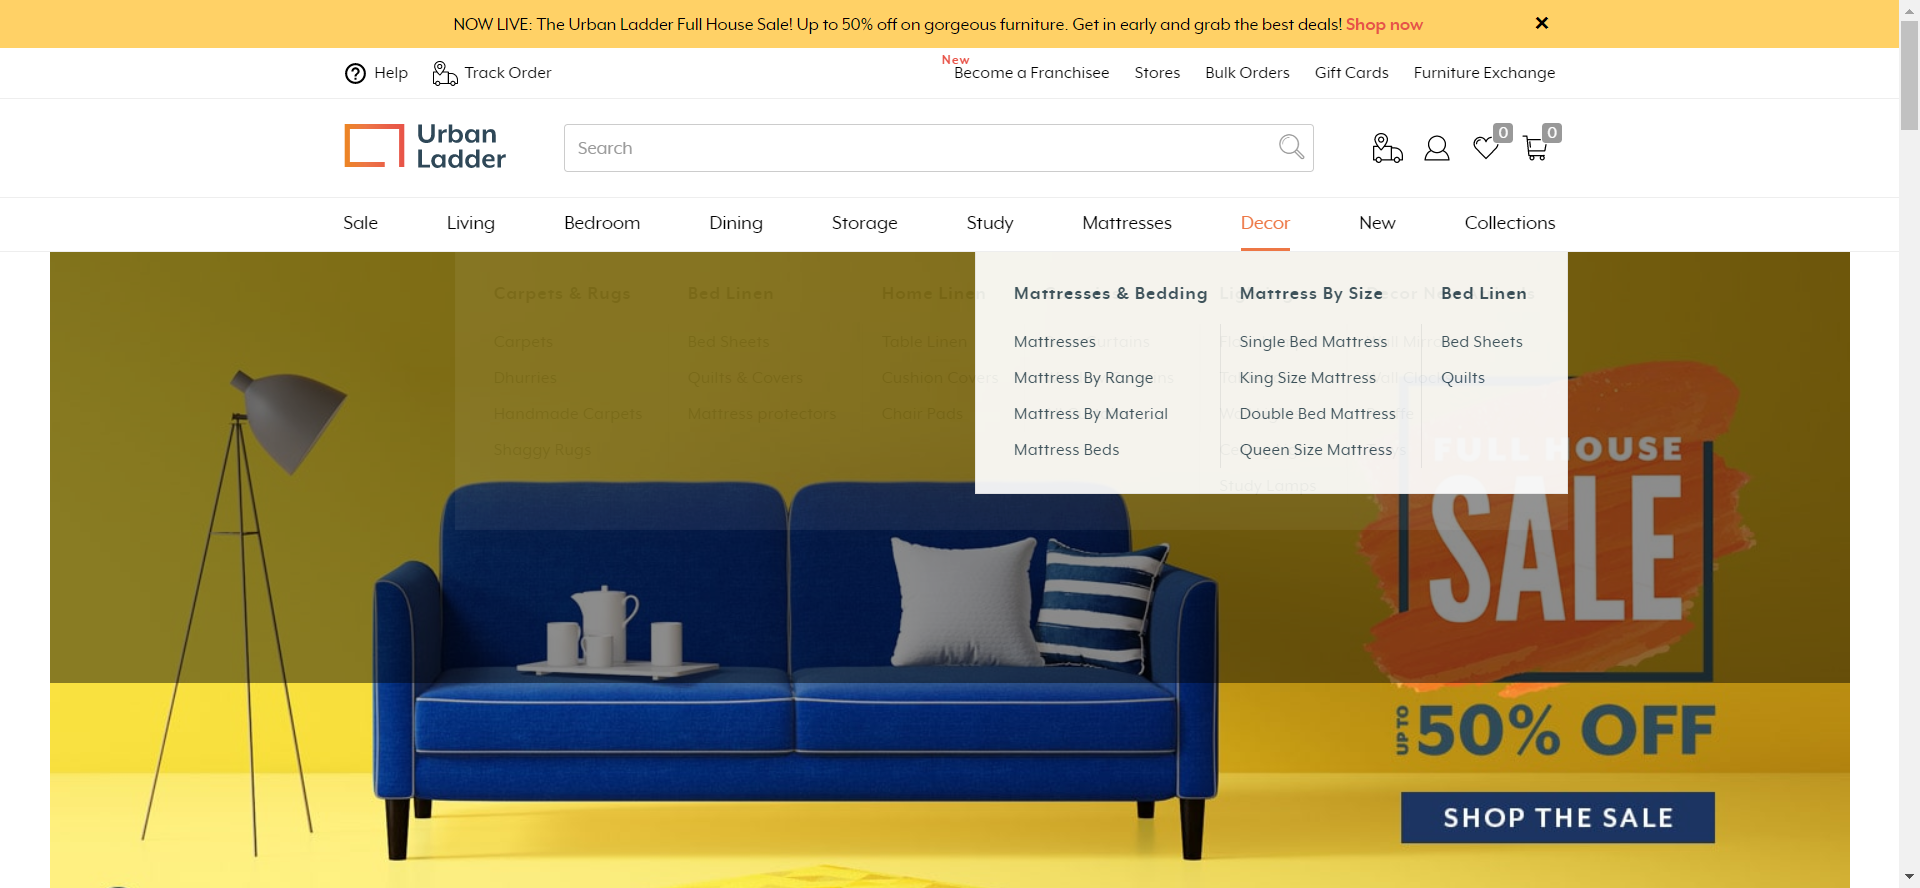 NOW LIVE: The Urban Ladder Full House Sale! Up to 50% off on gorgeous furniture. Get in early and grab the best deals! Shop now
Help
Track Order
New
Become a Franchisee
Stores
Bulk Orders
Gift Cards
Furniture Exchange
Urban
Ladder
Search
0
0
Sale
Living
Bedroom
Dining
Storage
Study
Mattresses
Decor
New
Collections
Carpets & Rugs
Carpets
Dhurries
Handmade Carpets
Shaggy Rugs
Bed Linen
Bed Sheets
Quilts & Covers
Mattress protectors
Home Linen
Table Linen
Cushion Covers
Chair Pads
Mattresses & Bedding
Mattresses
Mattress By Range
Mattress By Material
Mattress Beds
Mattress By Size
Single Bed Mattress
King Size Mattress
Double Bed Mattress
Queen Size Mattress
Study Lamps
Bed Linen
Bed Sheets
Quilts
FULL HOUSE
SALE
UP TO
50% OFF
SHOP THE SALE